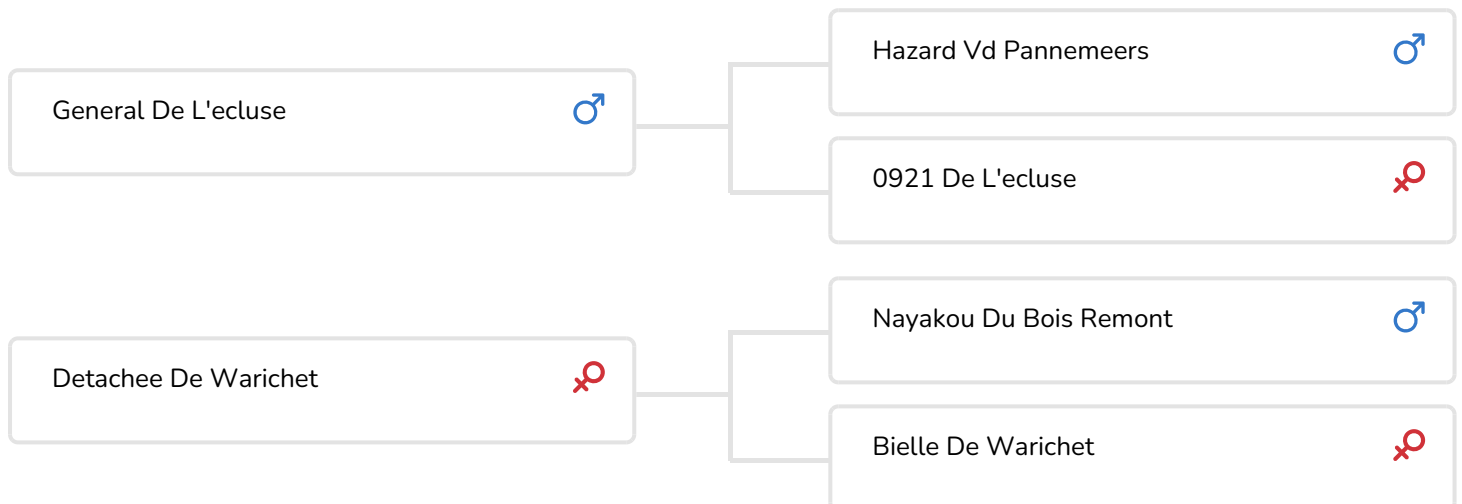 General De L'ecluse
Hazard Vd Pannemeers
0921 De L'ecluse
Detachee De Warichet
Nayakou Du Bois Remont
Bielle De Warichet